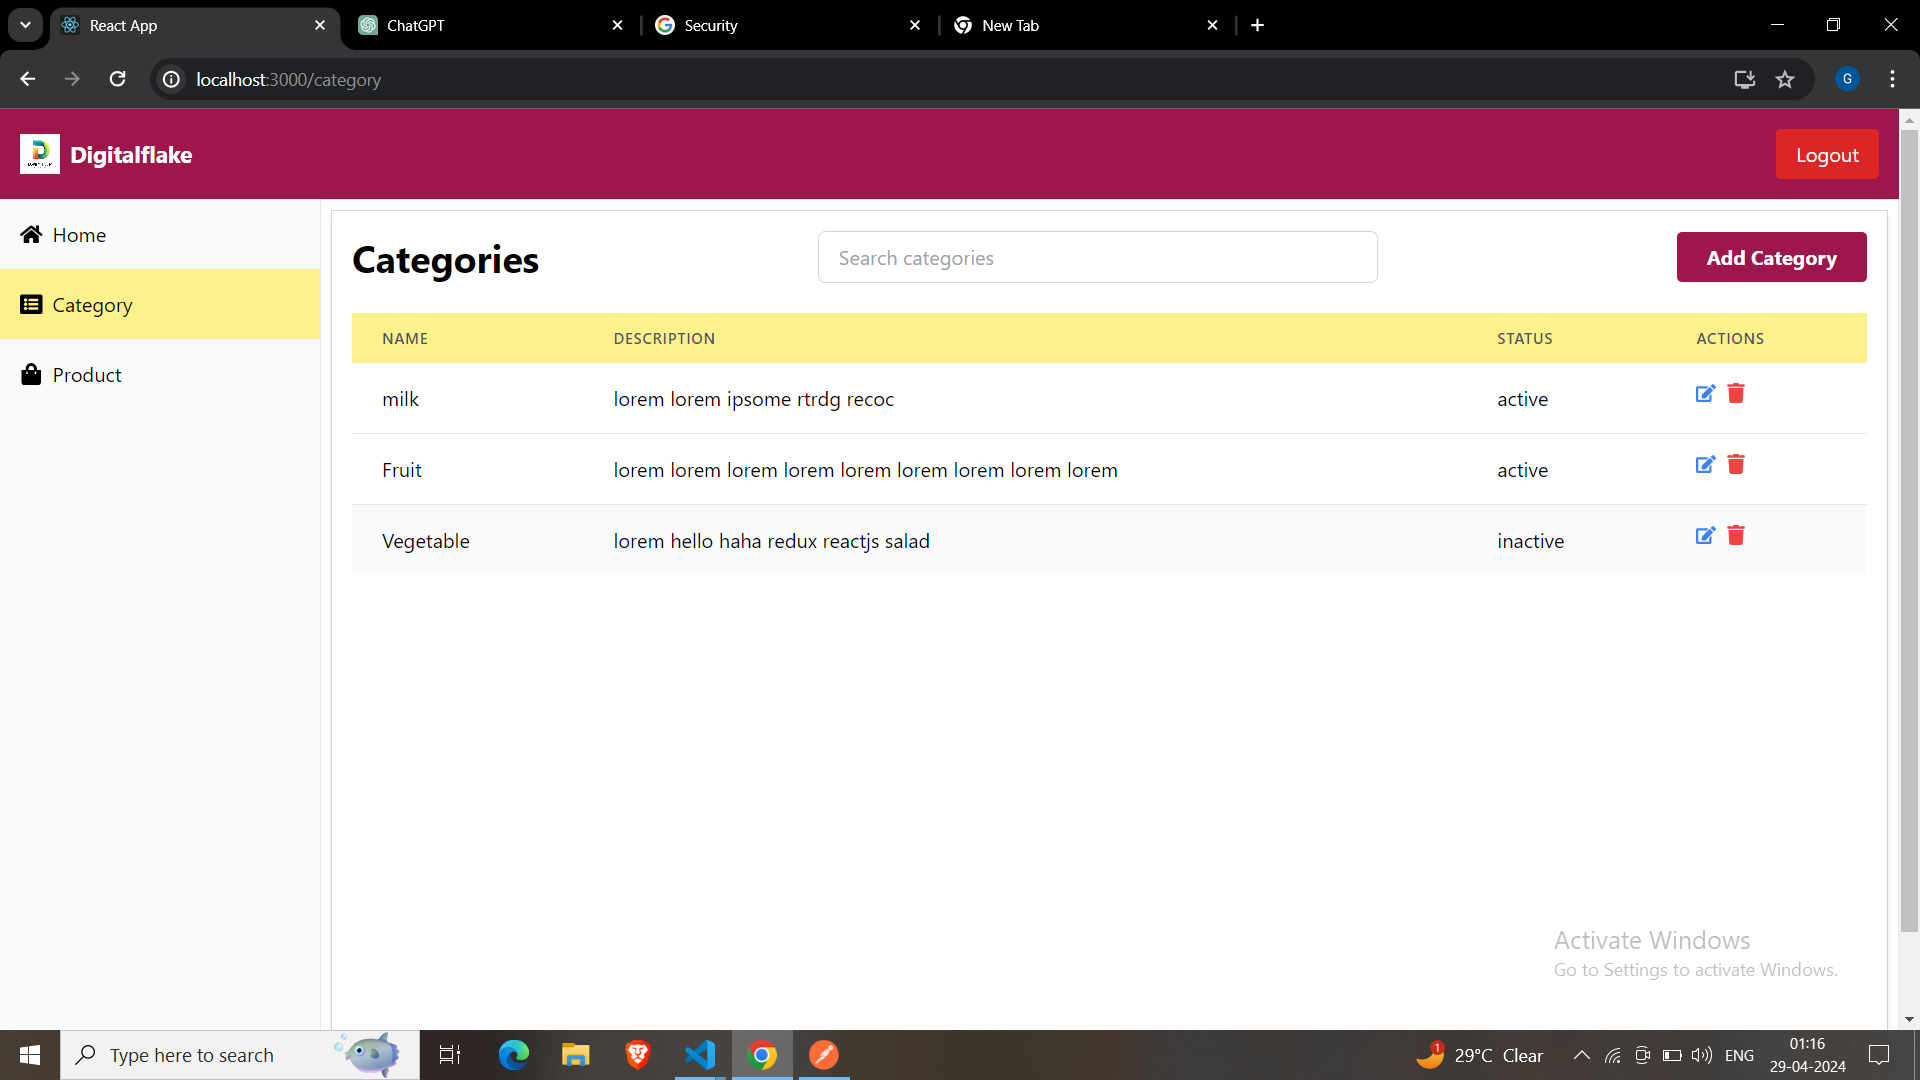 React App
ChatGPT
Security
New Tab
localhost:3000/category
Digitalflake
Logout
Home
Category
Product
Categories
Search categories
Add Category
NAME DESCRIPTION STATUS ACTIONS
milk lorem lorem ipsome rtrdg recoc active
Fruit lorem lorem lorem lorem lorem lorem lorem lorem lorem active
Vegetable lorem hello haha redux reactjs salad inactive
Activate Windows
Go to Settings to activate Windows.
Type here to search
1
29°C Clear
ENG
01:16
29-04-2024
G